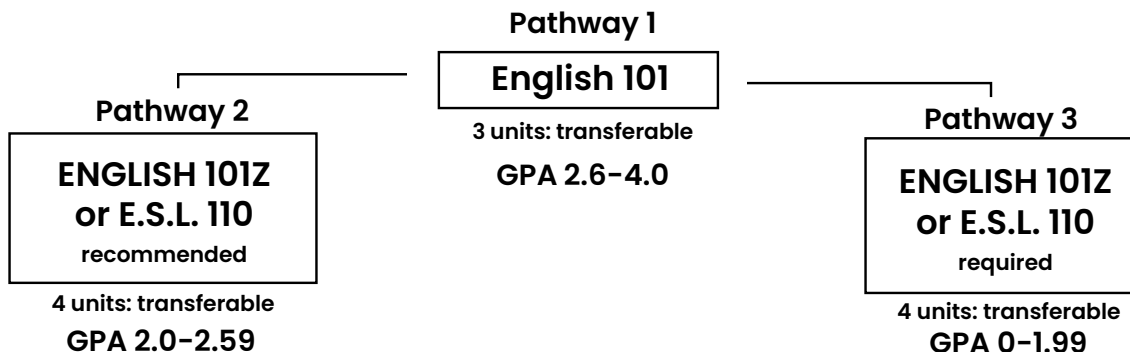 Pathway 1
English 101
3 units: transferable
GPA 2.6-4.0
Pathway 2
ENGLISH 101Z
or E.S.L. 110
recommended
4 units: transferable
GPA 2.0-2.59
Pathway 3
ENGLISH 101Z
or E.S.L. 110
required
4 units: transferable
GPA 0-1.99